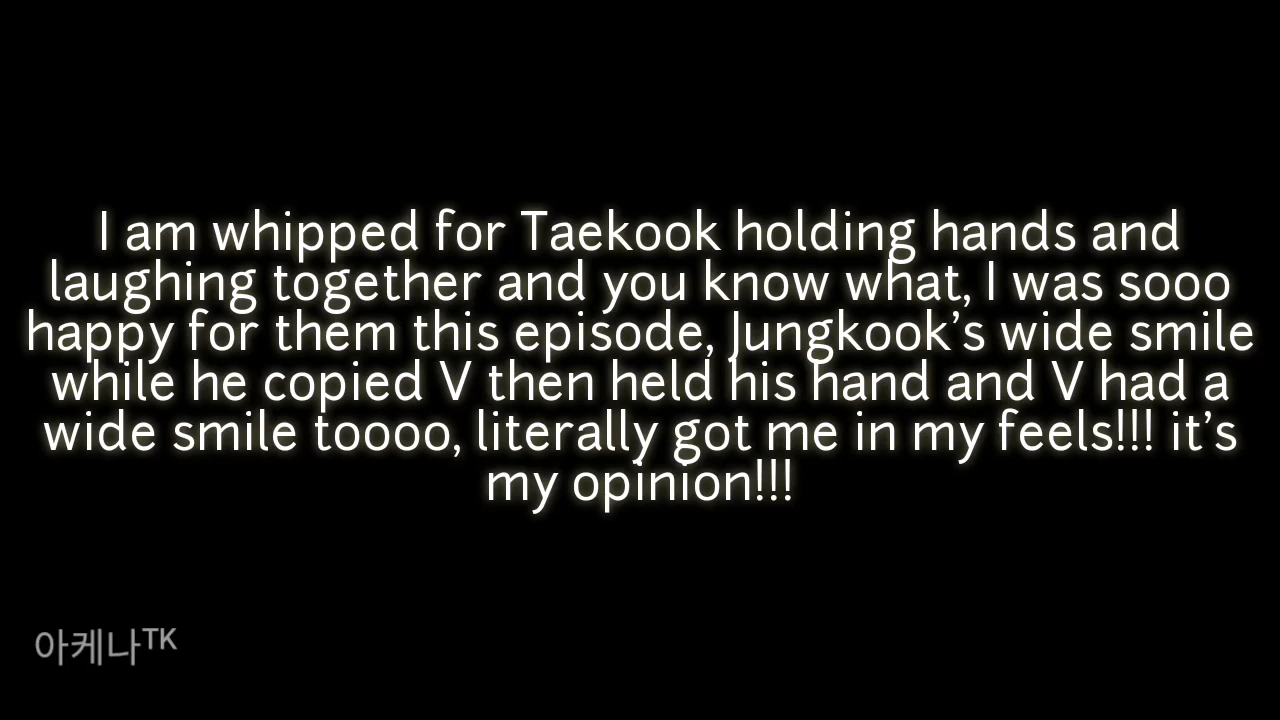 I am whipped for Taekook holding hands and
laughing together and you know what, I was sooo
happy for them this episode, Jungkook’s wide smile
while he copied V then held his hand and V had a
wide smile toooo, literally got me in my feels!!! it’s
my opinion!!!
아케나TK